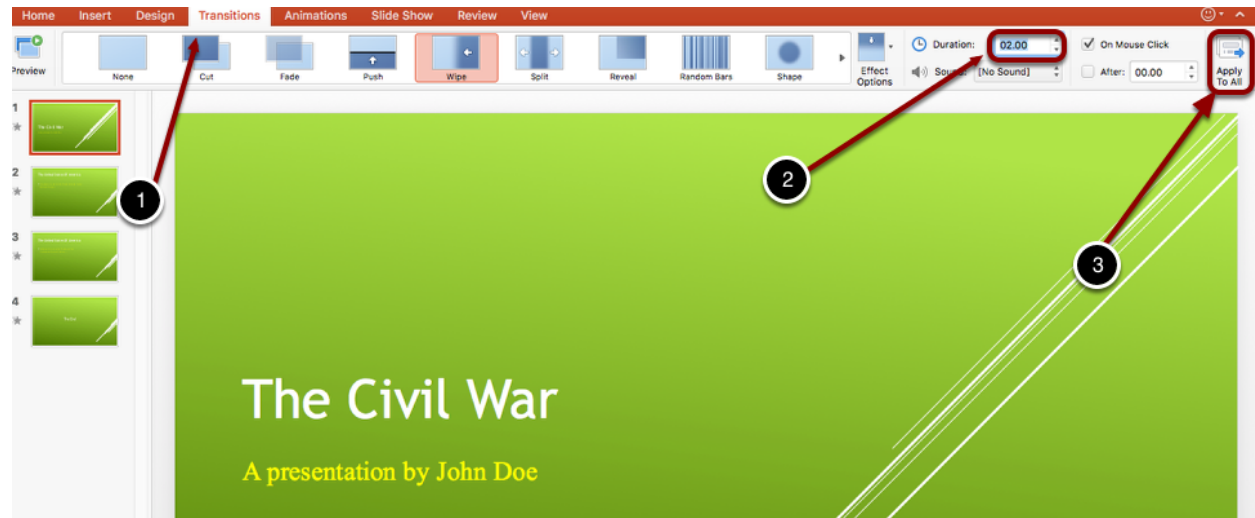 Home Insert Design Transitions Animations Slide Show Review View
Preview
None
Cut
Fade
Push
Wipe
Split
Reveal
Random Bars
Shape
Effect
Options
Duration: 02.00
Sound: [No Sound]
On Mouse Click
After: 00.00
Apply
To All
1
2
3
4
1
2
3
The Civil War
A presentation by John Doe